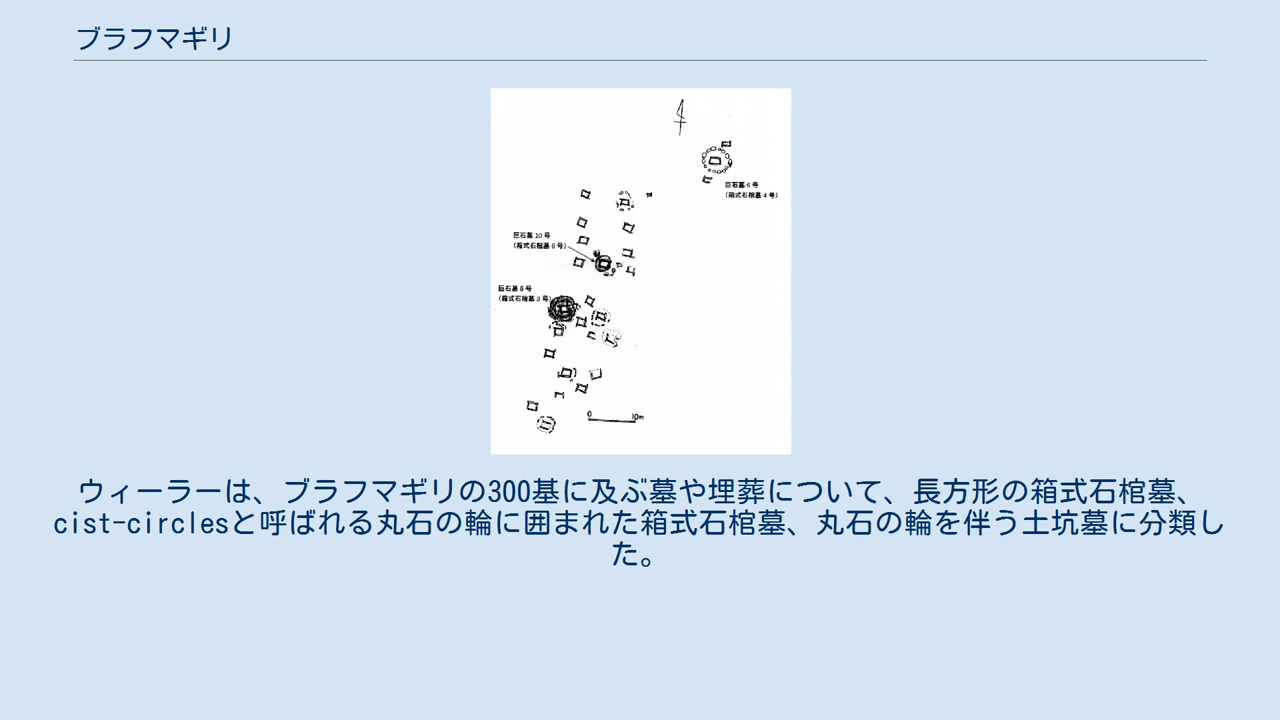 ブラフマギリ
巨石墓6号
(箱式石棺墓4号)
巨石墓10号
(箱式石棺墓6号)
巨石墓5号
(箱式石棺墓3号)
0 10m
ウィーラーは、ブラフマギリの300基に及ぶ墓や埋葬について、長方形の箱式石棺墓、
cist-circlesと呼ばれる丸石の輪に囲まれた箱式石棺墓、丸石の輪を伴う土坑墓に分類し
た。